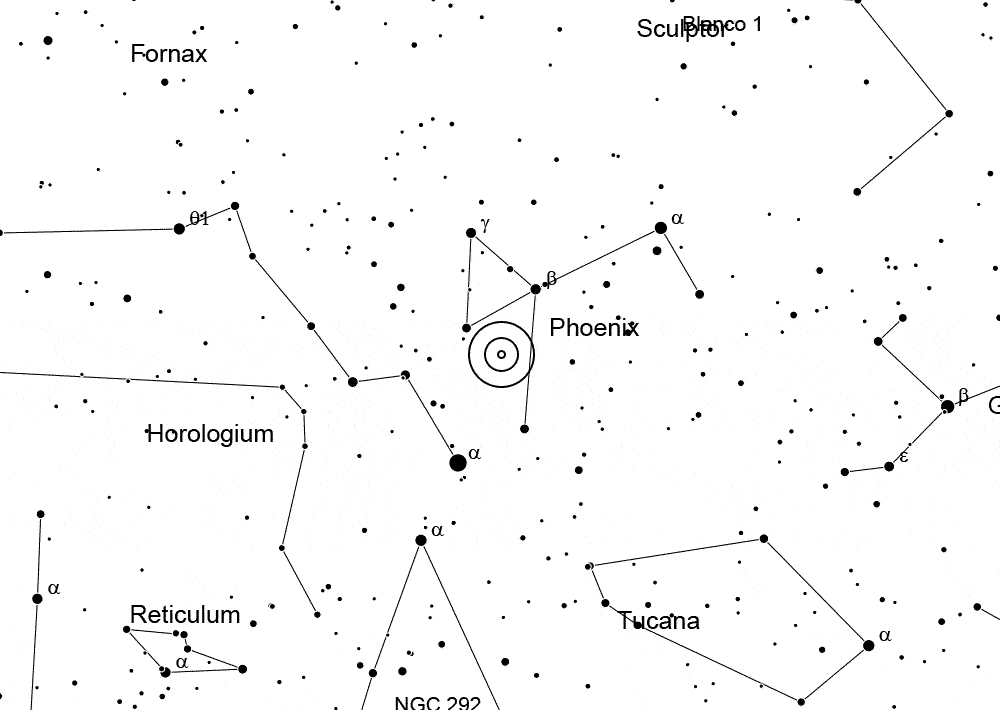 Sculptor
Blanco 1
Fornax
θ1
γ
α
β
Phoenix
β
G
Horologium
α
ε
α
α
Reticulum
Tucana
α
α
NGC 292